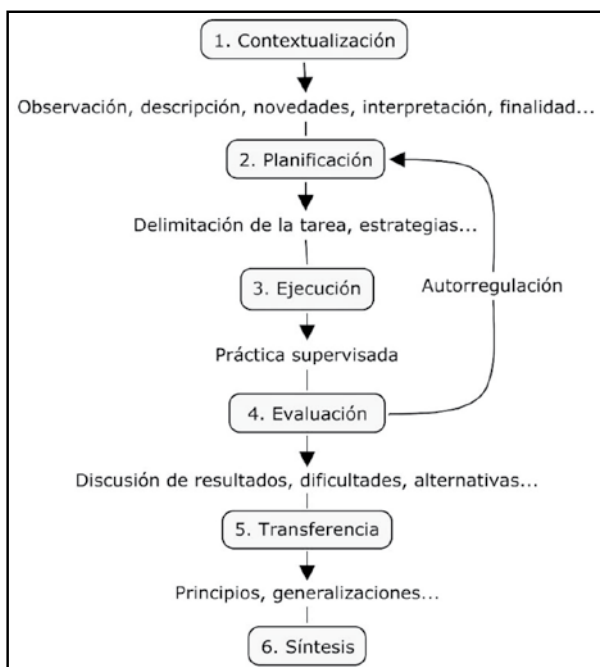 1. Contextualización
Observación, descripción, novedades, interpretación, finalidad...
2. Planificación
Delimitación de la tarea, estrategias...
3. Ejecución
Autorregulación
Práctica supervisada
4. Evaluación
Discusión de resultados, dificultades, alternativas...
5. Transferencia
Principios, generalizaciones...
6. Síntesis